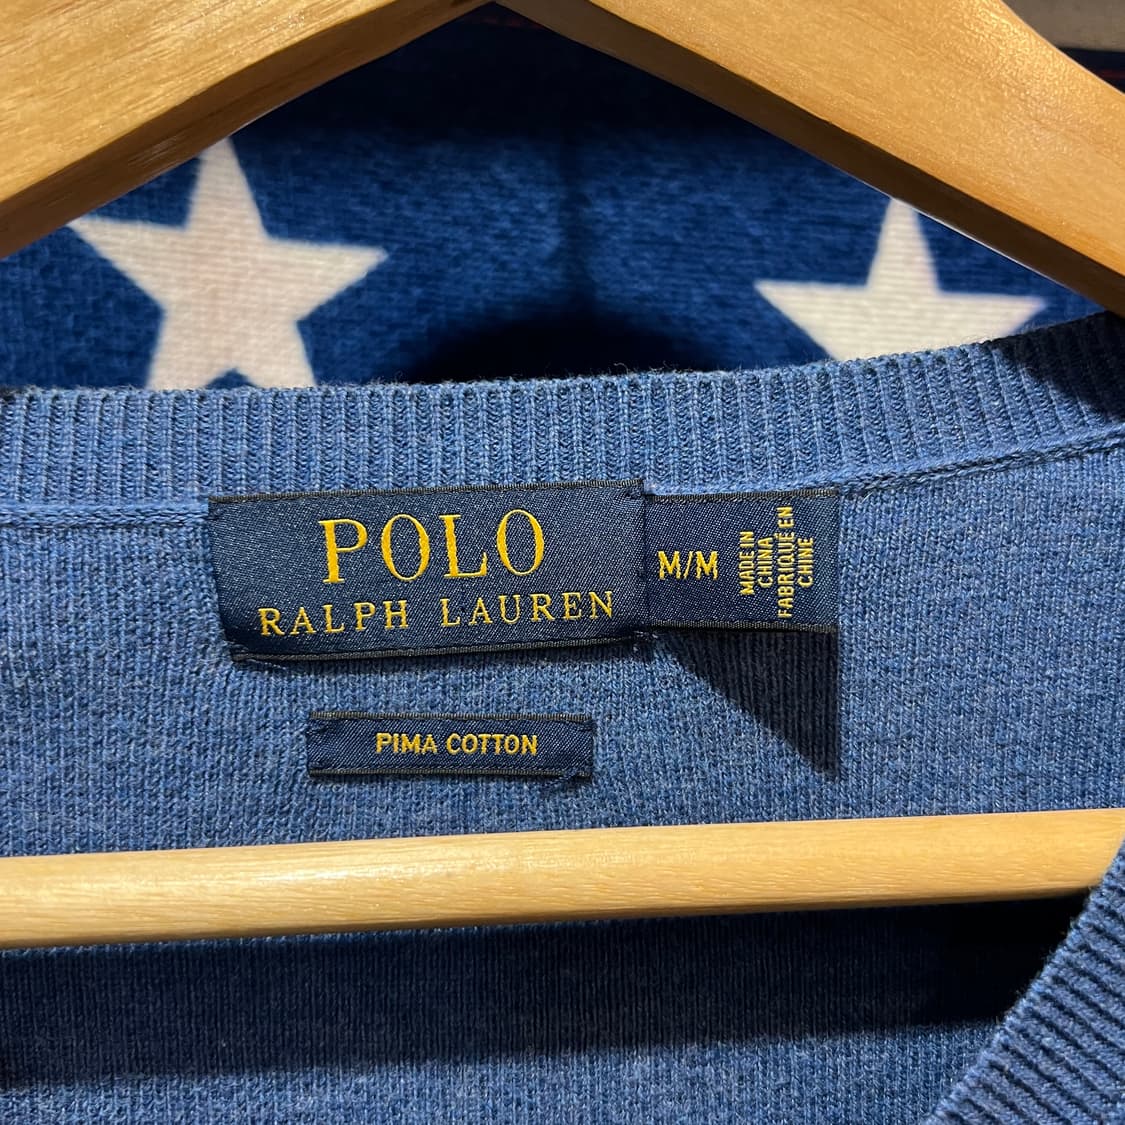 POLO
RALPH LAUREN
M/M
MADE IN
CHINA
FABRIQUÉ EN
CHINE
PIMA COTTON